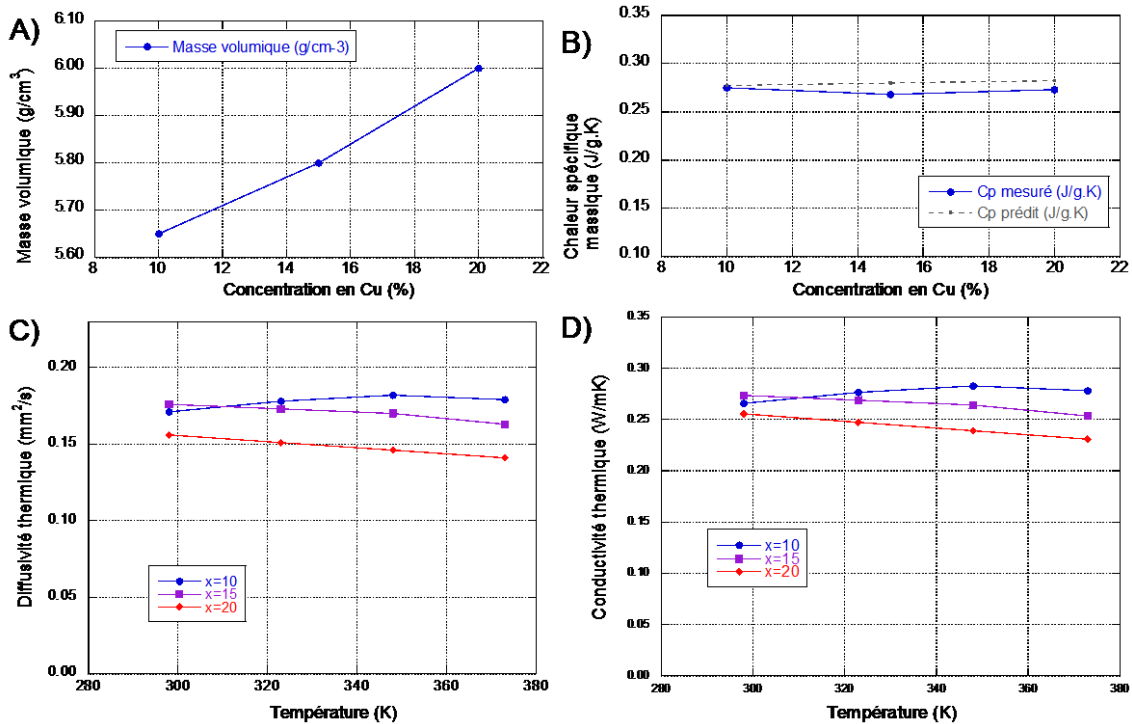 A)
6.10
6.00
5.90
5.80
5.70
5.60
Masse volumique (g/cm³)
Masse volumique (g/cm-3)
8 10 12 14 16 18 20 22
Concentration en Cu (%)
B)
0.35
0.30
0.25
0.20
0.15
0.10
Chaleur spécifique
massique (J/g.K)
Cp mesuré (J/g.K)
Cp prédit (J/g.K)
8 10 12 14 16 18 20 22
Concentration en Cu (%)
C)
0.20
0.15
0.10
0.05
0.00
Diffusivité thermique (mm²/s)
x=10
x=15
x=20
280 300 320 340 360 380
Température (K)
D)
0.35
0.30
0.25
0.20
0.15
0.10
0.05
0.00
Conductivité thermique (W/mK)
x=10
x=15
x=20
280 300 320 340 360 380
Température (K)